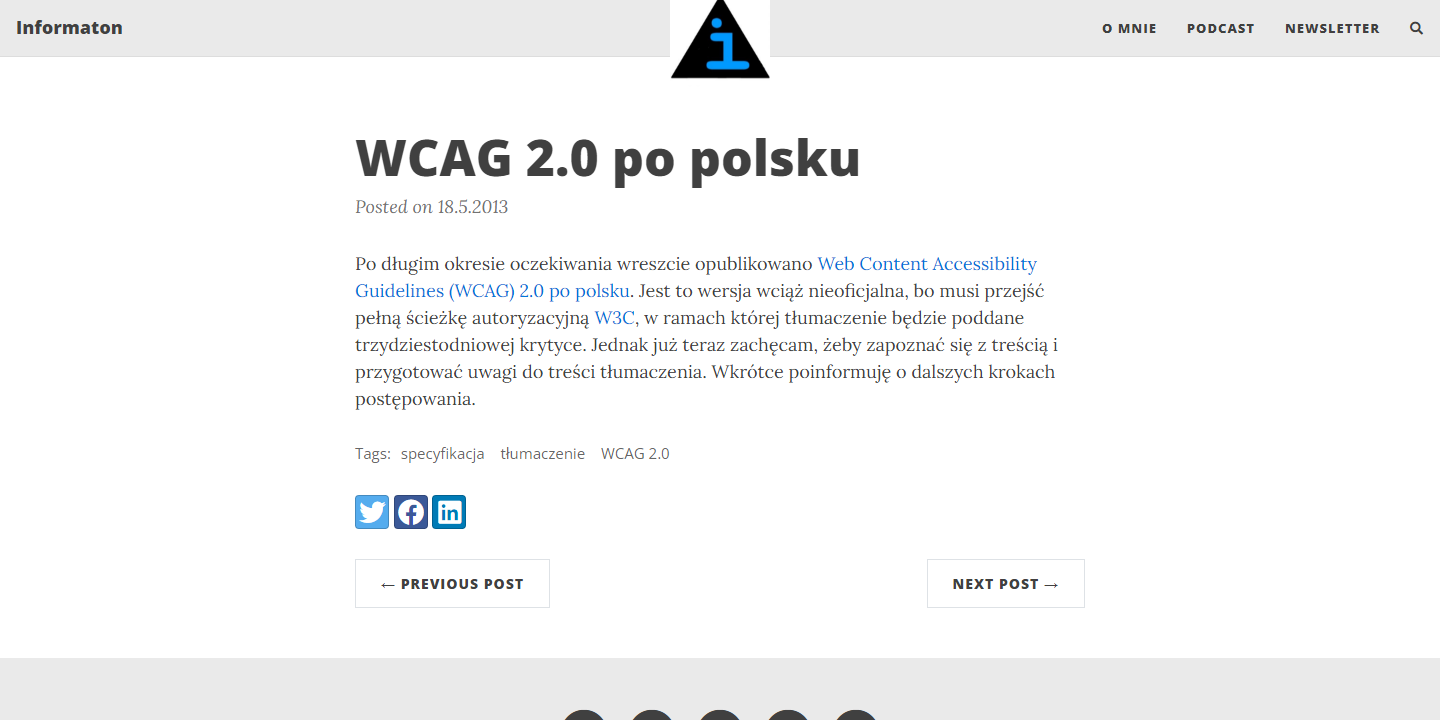 Informaton
i
O MNIE
PODCAST
NEWSLETTER
WCAG 2.0 po polsku
Posted on 18.5.2013
Po długim okresie oczekiwania wreszcie opublikowano Web Content Accessibility
Guidelines (WCAG) 2.0 po polsku. Jest to wersja wciąż nieoficjalna, bo musi przejść
pełną ścieżkę autoryzacyjną W3C, w ramach której tłumaczenie będzie poddane
trzydziestodniowej krytyce. Jednak już teraz zachęcam, żeby zapoznać się z treścią i
przygotować uwagi do treści tłumaczenia. Wkrótce poinformuję o dalszych krokach
postępowania.
Tags: specyfikacja tłumaczenie WCAG 2.0
← PREVIOUS POST
NEXT POST →